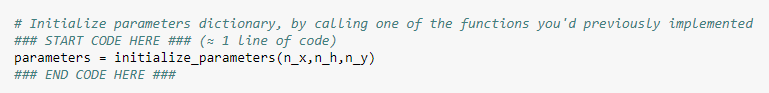 # Initialize parameters dictionary, by calling one of the functions you'd previously implemented
### START CODE HERE ### (≈ 1 line of code)
parameters = initialize_parameters(n_x,n_h,n_y)
### END CODE HERE ###